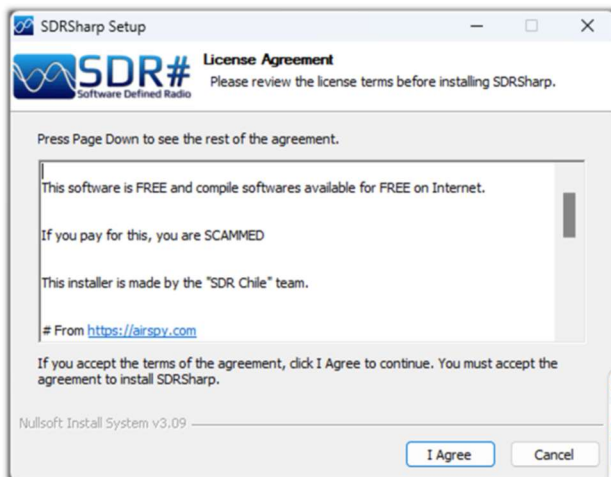 SDRSharp Setup
SDR#
Software Defined Radio
License Agreement
Please review the license terms before installing SDRSharp.
Press Page Down to see the rest of the agreement.
This software is FREE and compile softwares available for FREE on Internet.
If you pay for this, you are SCAMMED
This installer is made by the "SDR Chile" team.
# From https://airspy.com
If you accept the terms of the agreement, click I Agree to continue. You must accept the
agreement to install SDRSharp.
Nullsoft Install System v3.09
I Agree
Cancel